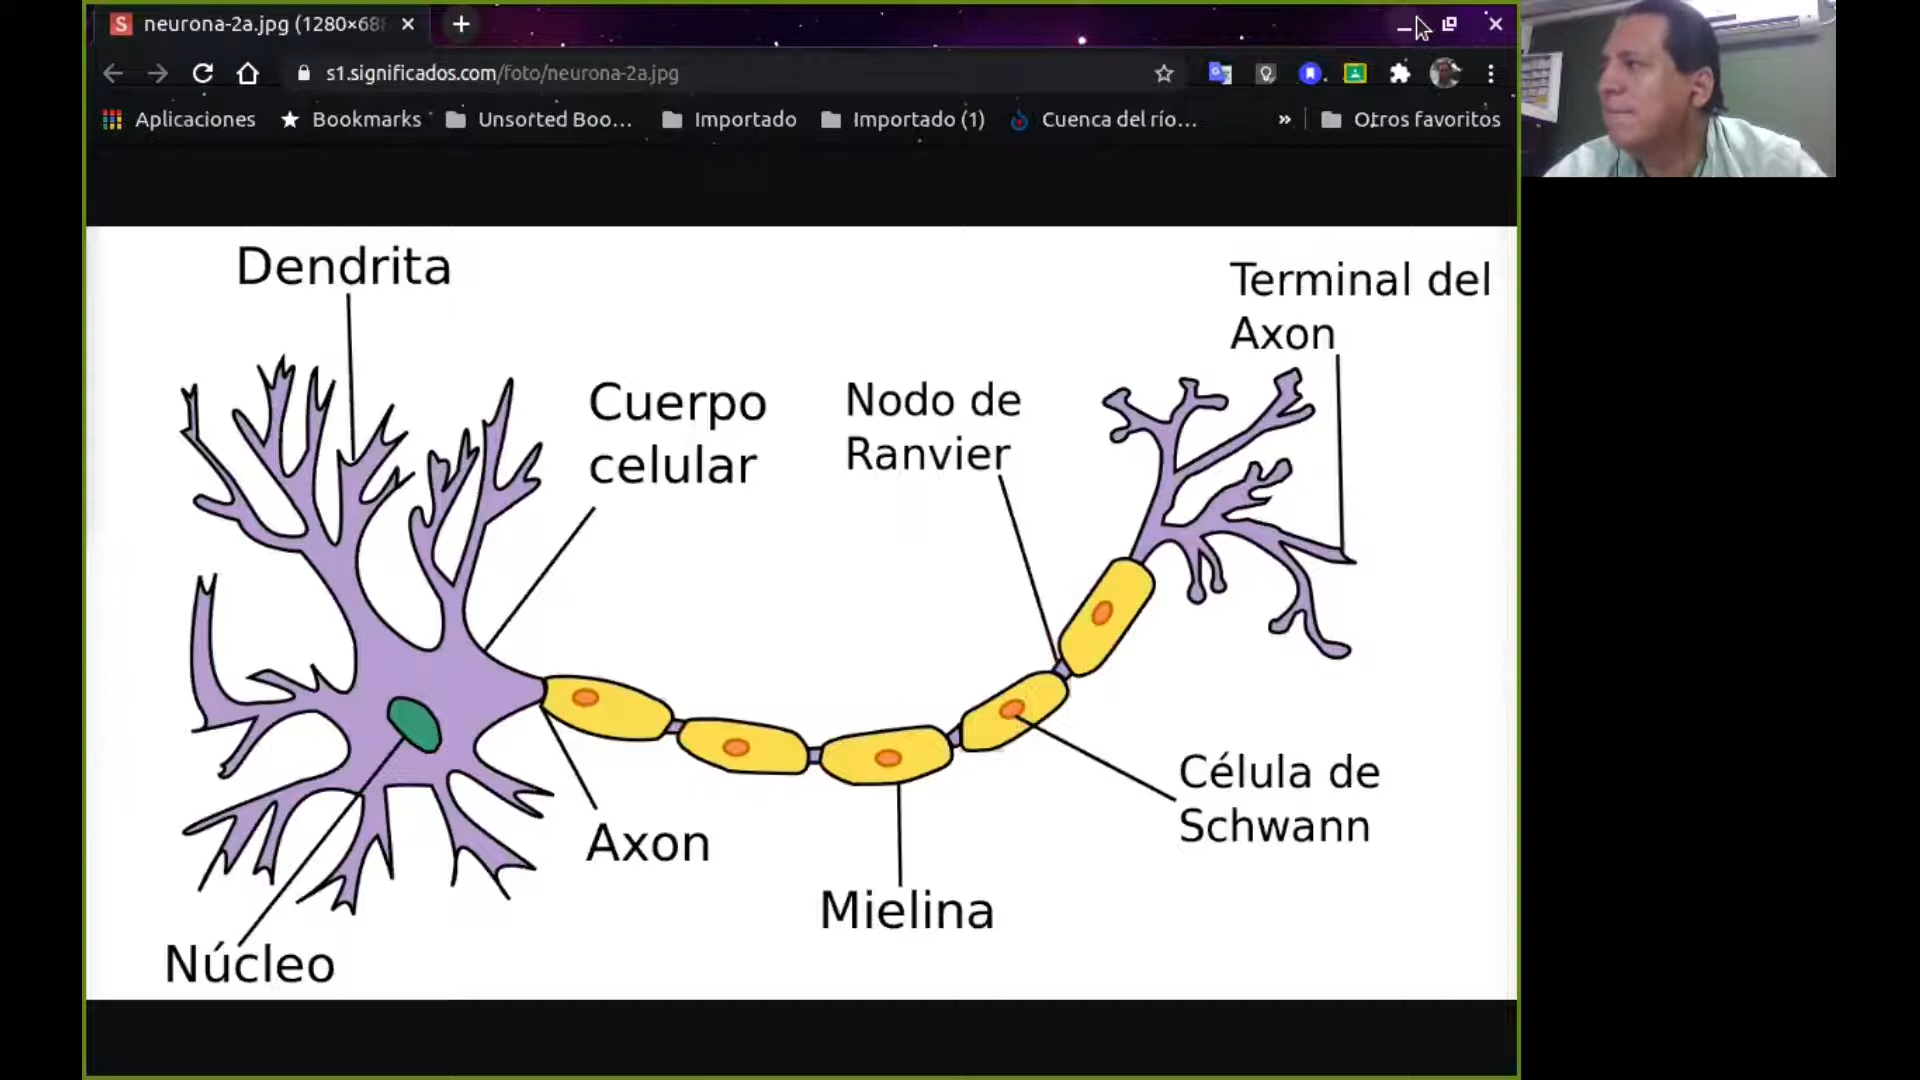 neurona-2a.jpg (1280×68
s1.significados.com/foto/neurona-2a.jpg
Aplicaciones Bookmarks Unsorted Boo... Importado Importado (1) Cuenca del río... » Otros favoritos
Dendrita
Terminal del
Axon
Cuerpo
celular
Nodo de
Ranvier
Célula de
Schwann
Axon
Mielina
Núcleo